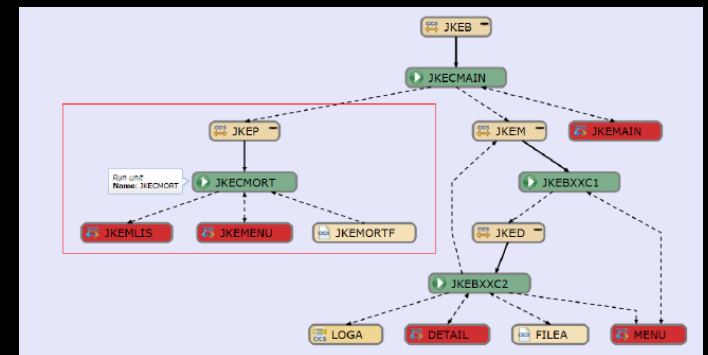 JKEB
JKECMAIN
JKEP
JKEM
JKEMAIN
Run unit
Name: JKECMORT
JKECMORT
JKEBXXC1
JKEMLIS
JKEMENU
JKEMORTF
JKED
JKEBXXC2
LOGA
DETAIL
FILEA
MENU